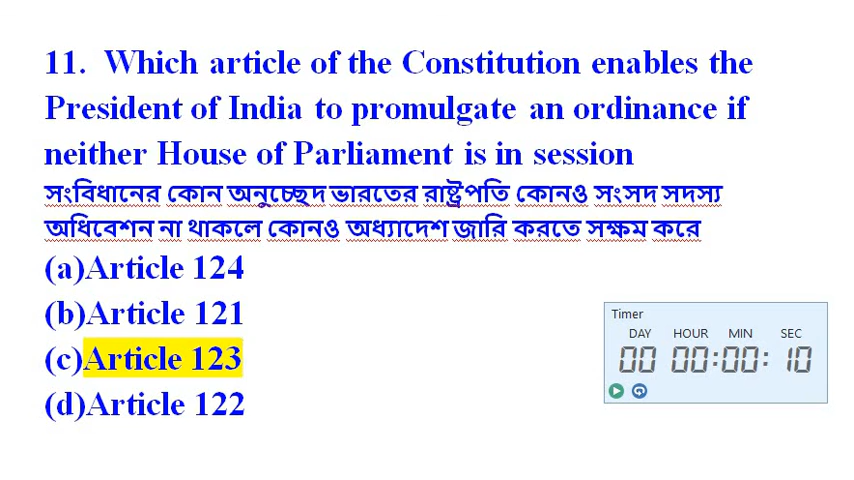 11. Which article of the Constitution enables the
President of India to promulgate an ordinance if
neither House of Parliament is in session
সংবিধানের কোন অনুচ্ছেদ ভারতের রাষ্ট্রপতি কোনও সংসদ সদস্য
অধিবেশন না থাকলে কোনও অধ্যাদেশ জারি করতে সক্ষম করে
(a)Article 124
(b)Article 121
(c)Article 123
(d)Article 122
Timer
DAY HOUR MIN SEC
00 00:00:10